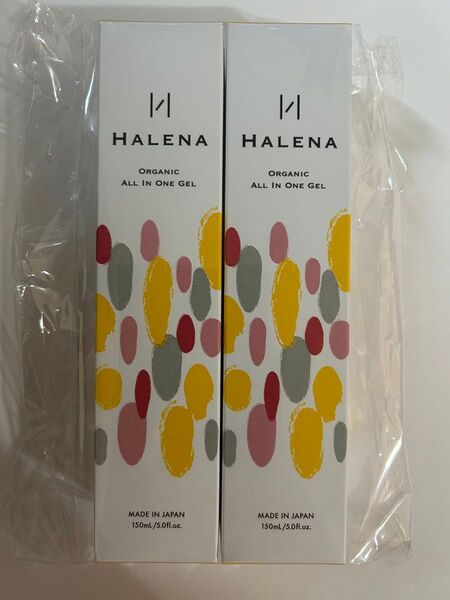 HALENA
ORGANIC
ALL IN ONE GEL
MADE IN JAPAN
150mL/5.0fl.oz.
HALENA
ORGANIC
ALL IN ONE GEL
MADE IN JAPAN
150mL/5.0fl.oz.